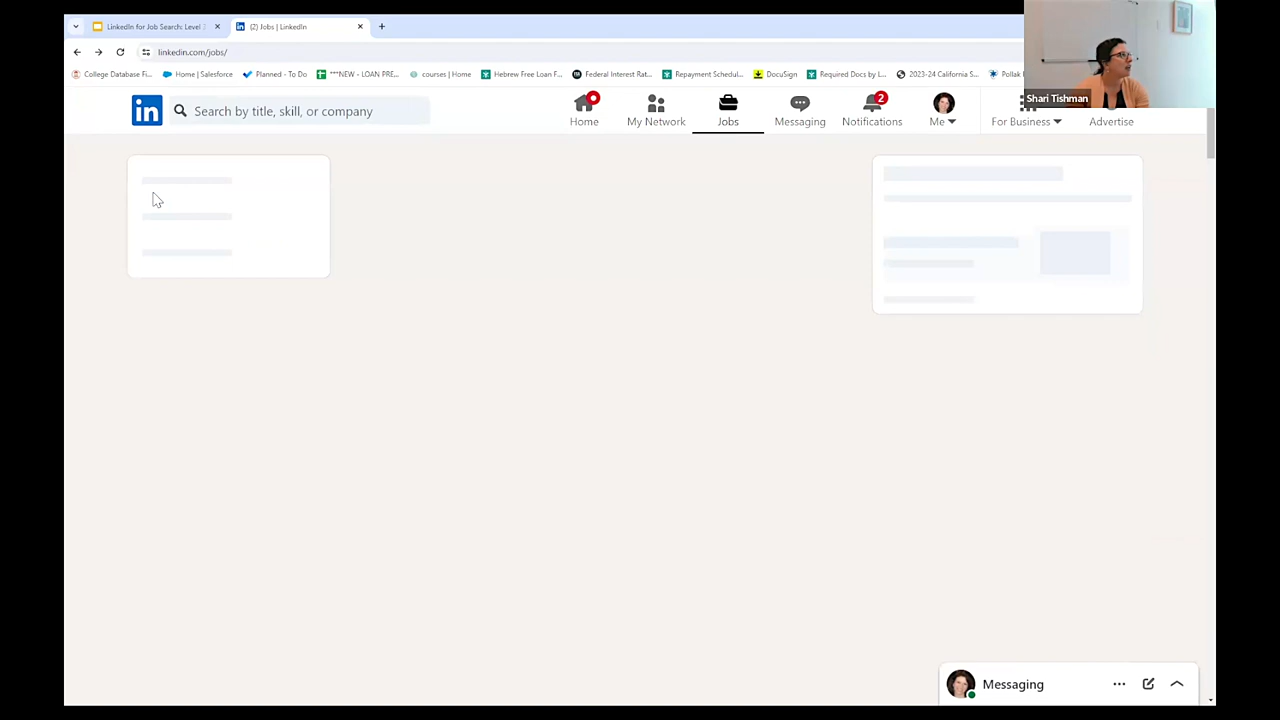 LinkedIn for Job Search: Level
(2) Jobs | LinkedIn
linkedin.com/jobs/
College Database Fi...
Home | Salesforce
Planned - To Do
***NEW - LOAN PRE...
courses | Home
Hebrew Free Loan F...
Federal Interest Rat...
Repayment Schedul...
DocuSign
Required Docs by L...
2023-24 California S...
Pollak
Shari Tishman
in
Search by title, skill, or company
Home
My Network
Jobs
Messaging
2
Notifications
Me
For Business
Advertise
Messaging